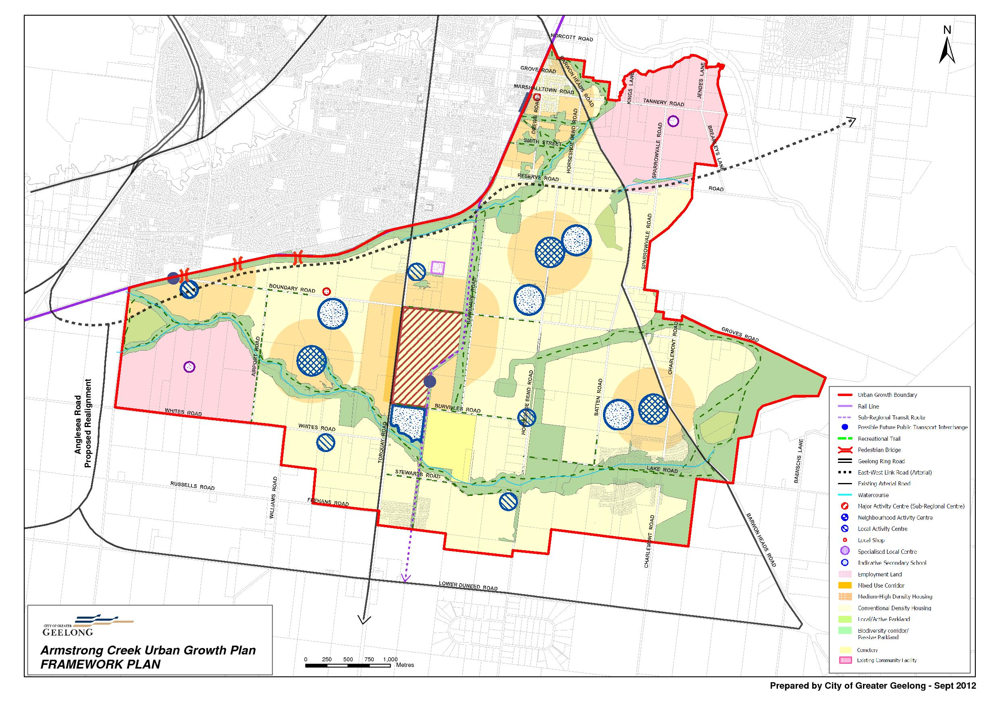 N
NORCOTT ROAD
BARWON HEADS ROAD
GROVE ROAD
MARSHALLTOWN ROAD
KINGS LANE
JENDES LANE
TANNERY ROAD
DREWS ROAD
HORSESHOE BEND ROAD
SPARROWVALE ROAD
BREARLEYS LANE
SMITH STREET
RESERVE ROAD
ROAD
SPARROWVALE ROAD
BOUNDARY ROAD
BARWARRE ROAD
AIRPORT ROAD
GROVES ROAD
CHARLEMONT ROAD
HORSESHOE BEND ROAD
BATTEN ROAD
Anglesea Road
Proposed Realignment
WHITES ROAD
BURVILLES ROAD
WHITES ROAD
TORQUAY ROAD
STEWARTS ROAD
LAKE ROAD
BAENSCHS LANE
RUSSELLS ROAD
WILLIAMS ROAD
FEEHANS ROAD
CHARLEMONT ROAD
BARWON HEADS ROAD
LOWER DUNEED ROAD
Urban Growth Boundary
Rail Line
Sub-Regional Transit Route
Possible Future Public Transport Interchange
Recreational Trail
Pedestrian Bridge
Geelong Ring Road
East-West Link Road (Arterial)
Existing Arterial Road
Watercourse
Major Activity Centre (Sub-Regional Centre)
Neighbourhood Activity Centre
Local Activity Centre
Local Shop
Specialised Local Centre
Indicative Secondary School
Employment Land
Mixed Use Corridor
Medium-High Density Housing
Conventional Density Housing
Local/Active Parkland
Biodiversity corridor/
Passive Parkland
Cemetery
Existing Community Facility
CITY OF GREATER
GEELONG
Armstrong Creek Urban Growth Plan
FRAMEWORK PLAN
0 250 500 750 1,000
Metres
Prepared by City of Greater Geelong - Sept 2012